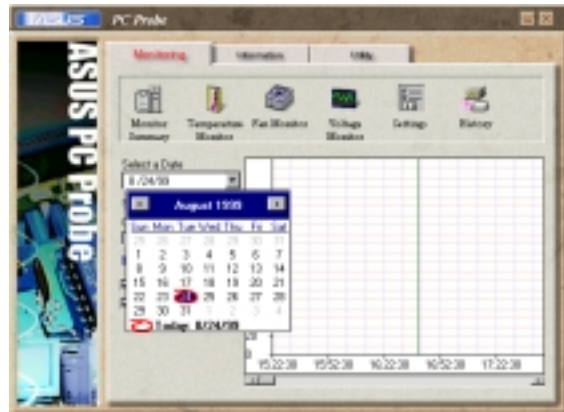 ASUS PC Probe
Monitoring Information Utility
ASUS PC Probe
Monitor Summary
Temperature Monitor
Fan Monitor
Voltage Monitor
Settings
History
Select a Date
8/24/99
August 1999
Sun Mon Tue Wed Thu Fri Sat
25 26 27 28 29 30 31
1 2 3 4 5 6 7
8 9 10 11 12 13 14
15 16 17 18 19 20 21
22 23 24 25 26 27 28
29 30 31 1 2 3 4
Today: 8/24/99
20
0
15:22:30 15:52:30 16:22:30 16:52:30 17:22:30